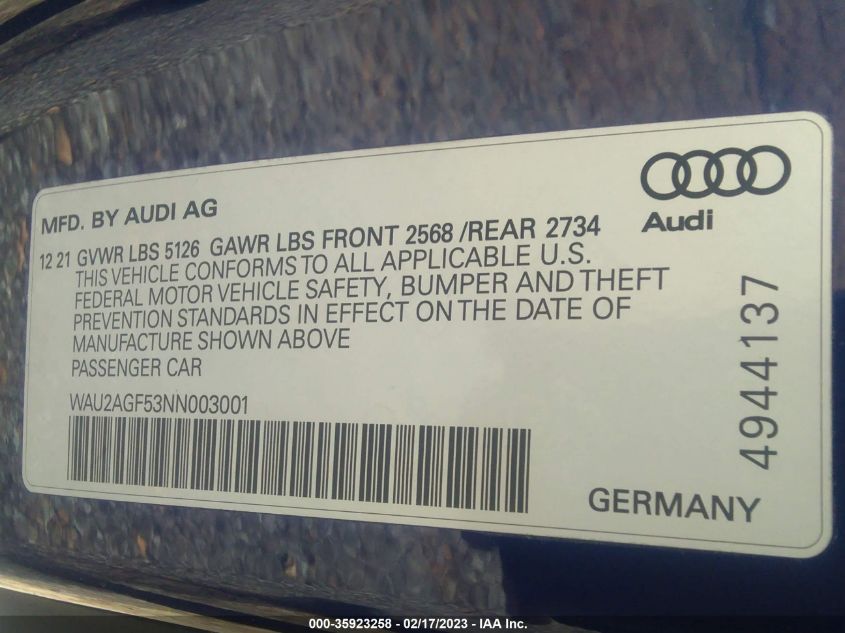 MFD. BY AUDI AG
Audi
12 21 GVWR LBS 5126 GAWR LBS FRONT 2568 /REAR 2734
THIS VEHICLE CONFORMS TO ALL APPLICABLE U.S.
FEDERAL MOTOR VEHICLE SAFETY, BUMPER AND THEFT
PREVENTION STANDARDS IN EFFECT ON THE DATE OF
MANUFACTURE SHOWN ABOVE
PASSENGER CAR
WAU2AGF53NN003001
4944137
GERMANY
000-35923258 - 02/17/2023 - IAA Inc.